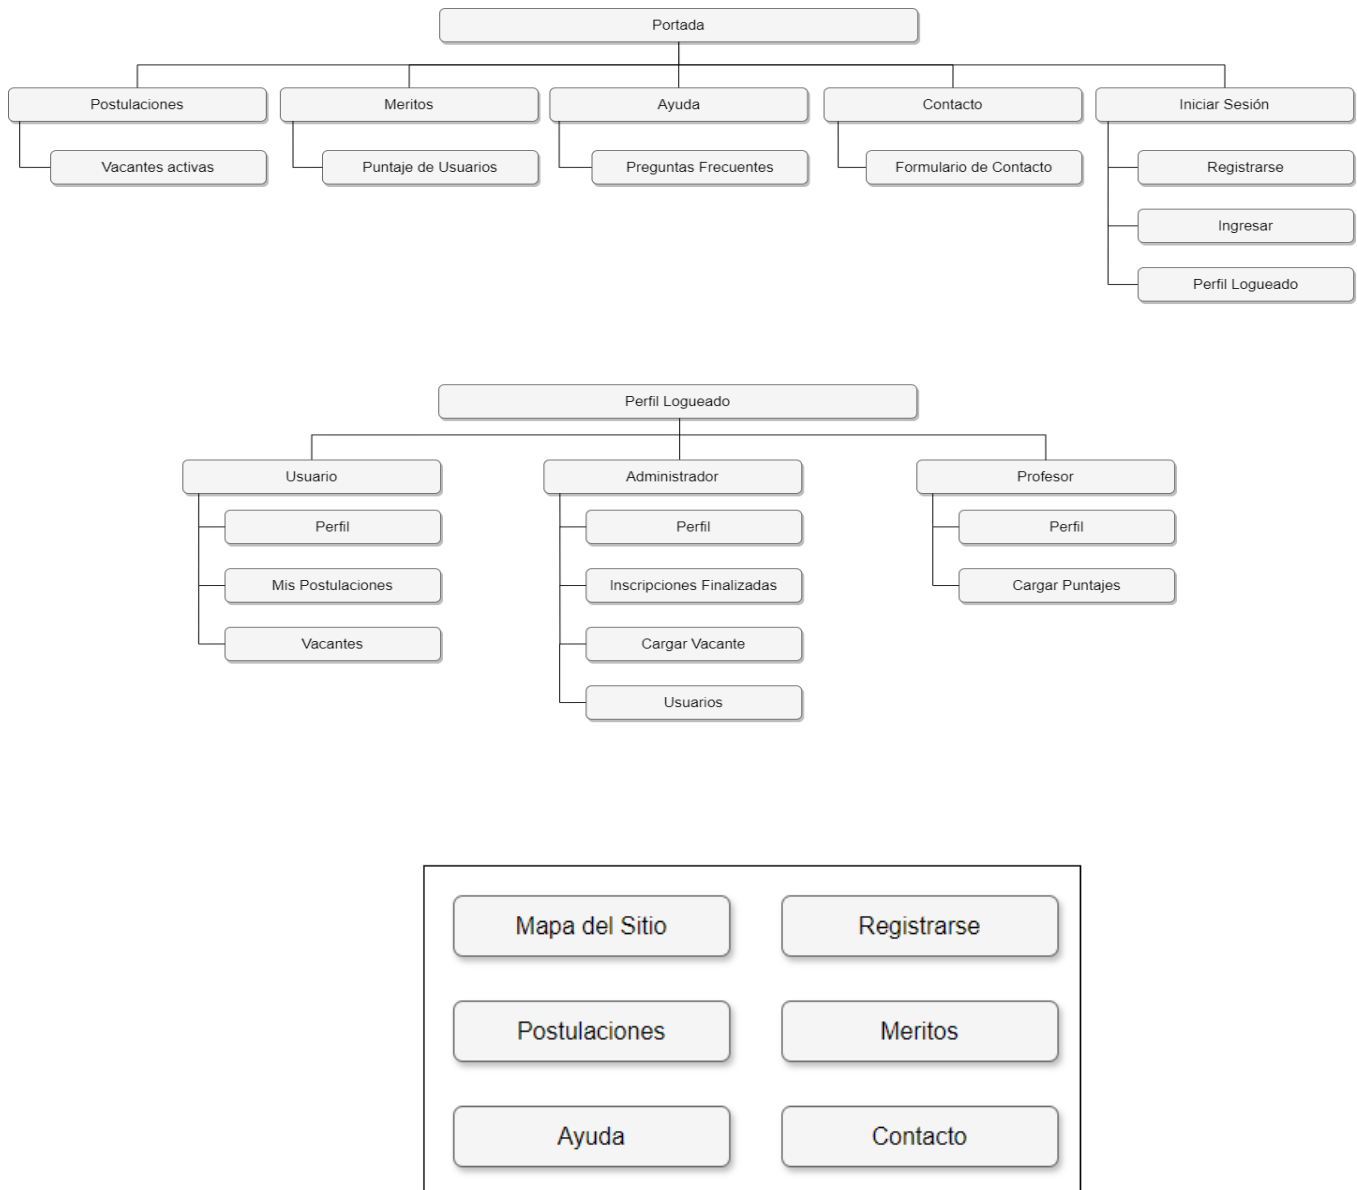 Portada
Postulaciones
Meritos
Ayuda
Contacto
Iniciar Sesión
Vacantes activas
Puntaje de Usuarios
Preguntas Frecuentes
Formulario de Contacto
Registrarse
Ingresar
Perfil Logueado
Perfil Logueado
Usuario
Administrador
Profesor
Perfil
Perfil
Perfil
Mis Postulaciones
Inscripciones Finalizadas
Cargar Puntajes
Vacantes
Cargar Vacante
Usuarios
Mapa del Sitio
Registrarse
Postulaciones
Meritos
Ayuda
Contacto